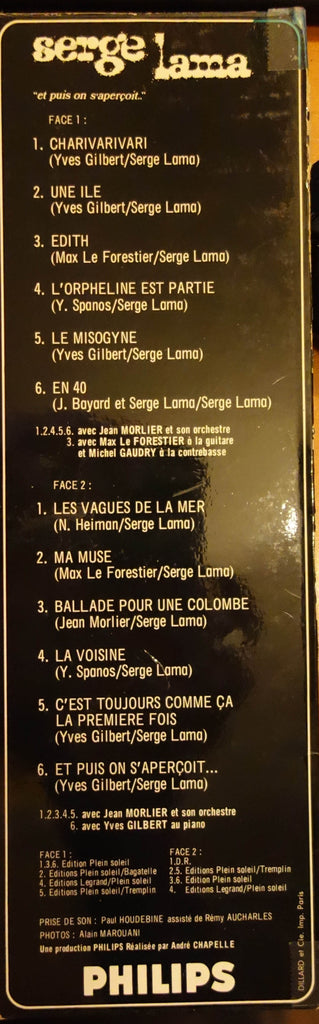 serge lama
"et puis on s'aperçoit.."
FACE 1 :
1. CHARIVARIVARI
(Yves Gilbert/Serge Lama)
2. UNE ILE
(Yves Gilbert/Serge Lama)
3. EDITH
(Max Le Forestier/Serge Lama)
4. L'ORPHELINE EST PARTIE
(Y. Spanos/Serge Lama)
5. LE MISOGYNE
(Yves Gilbert/Serge Lama)
6. EN 40
(J. Bayard et Serge Lama/Serge Lama)
1.2.4.5.6. avec Jean MORLIER et son orchestre
3. avec Max Le FORESTIER à la guitare
et Michel GAUDRY à la contrebasse
FACE 2 :
1. LES VAGUES DE LA MER
(N. Heiman/Serge Lama)
2. MA MUSE
(Max Le Forestier/Serge Lama)
3. BALLADE POUR UNE COLOMBE
(Jean Morlier/Serge Lama)
4. LA VOISINE
(Y. Spanos/Serge Lama)
5. C'EST TOUJOURS COMME ÇA
LA PREMIERE FOIS
(Yves Gilbert/Serge Lama)
6. ET PUIS ON S'APERÇOIT...
(Yves Gilbert/Serge Lama)
1.2.3.4.5. avec Jean MORLIER et son orchestre
6. avec Yves GILBERT au piano
FACE 1 :
1.3.6. Edition Plein soleil
2. Editions Plein soleil/Bagatelle
4. Editions Legrand/Plein soleil
5. Editions Plein soleil/Tremplin
FACE 2 :
1. D.R.
2.5. Editions Plein soleil/Tremplin
3.6. Edition Plein soleil
4. Editions Legrand/Plein soleil
PRISE DE SON : Paul HOUDEBINE assisté de Rémy AUCHARLES
PHOTOS : Alain MAROUANI
Une production PHILIPS Réalisée par André CHAPELLE
PHILIPS
DILLARD et Cie. Imp. Paris